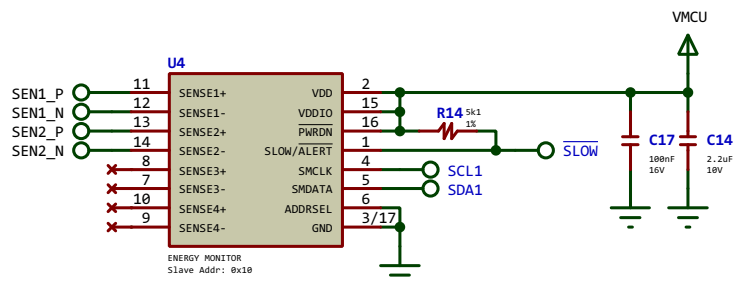 VMCU
U4
SEN1_P 11 SENSE1+ VDD 2
SEN1_N 12 SENSE1- VDDIO 15
SEN2_P 13 SENSE2+ PWRDN 16 R14 5k1 1%
SEN2_N 14 SENSE2- SLOW/ALERT 1 SLOW
8 SENSE3+ SMCLK 4 SCL1
7 SENSE3- SMDATA 5 SDA1
10 SENSE4+ ADDRSEL 6
9 SENSE4- GND 3/17
C17
100nF
16V
C14
2.2uF
10V
ENERGY MONITOR
Slave Addr: 0x10